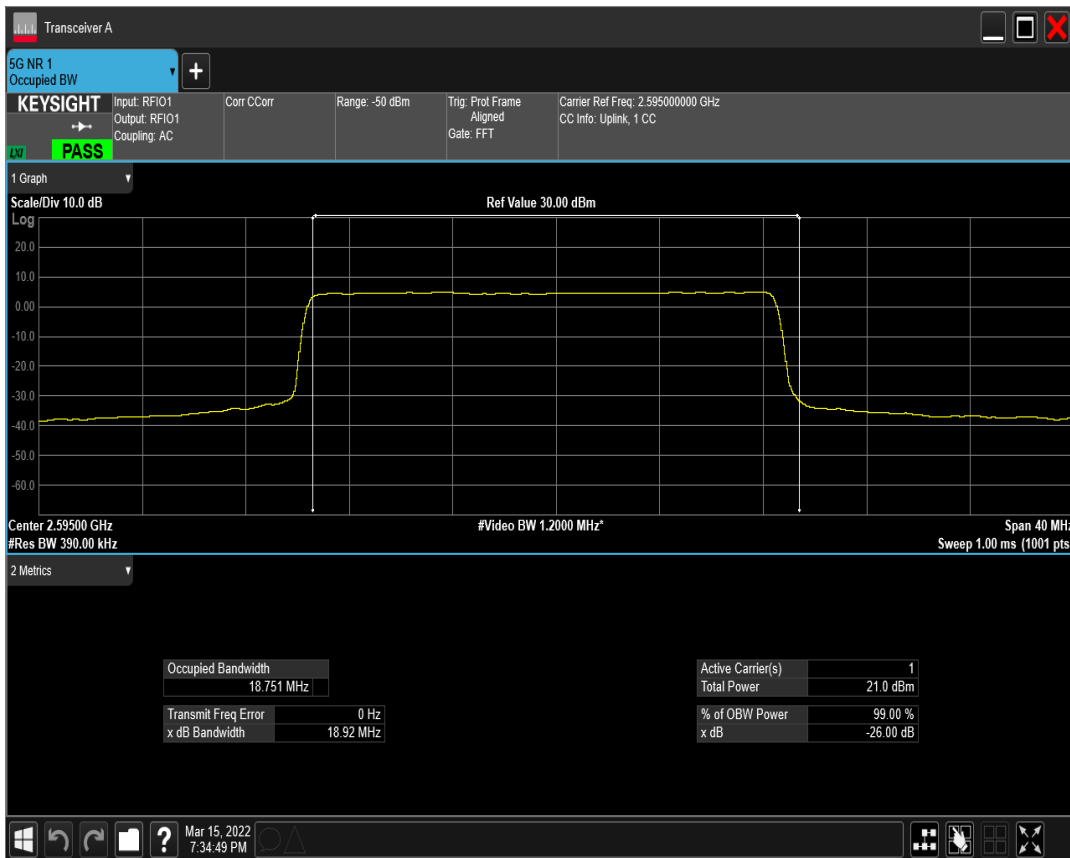 Transceiver A
5G NR 1
Occupied BW
KEYSIGHT
LXI
PASS
Input: RFIO1
Output: RFIO1
Coupling: AC
Corr CCorr
Range: -50 dBm
Trig: Prot Frame
Aligned
Gate: FFT
Carrier Ref Freq: 2.595000000 GHz
CC Info: Uplink, 1 CC
1 Graph
Scale/Div 10.0 dB
Ref Value 30.00 dBm
Log
20.0
10.0
0.00
-10.0
-20.0
-30.0
-40.0
-50.0
-60.0
Center 2.59500 GHz
#Video BW 1.2000 MHz*
Span 40 MHz
#Res BW 390.00 kHz
Sweep 1.00 ms (1001 pts
2 Metrics
Occupied Bandwidth
18.751 MHz
Transmit Freq Error 0 Hz
x dB Bandwidth 18.92 MHz
Active Carrier(s) 1
Total Power 21.0 dBm
% of OBW Power 99.00 %
x dB -26.00 dB
Mar 15, 2022
7:34:49 PM